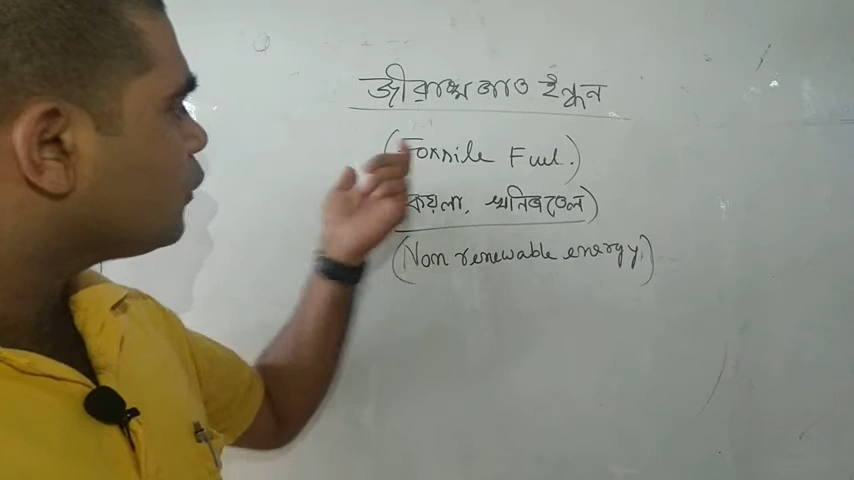 জীৱাশ্ম জাত ইন্ধন
(Fossile Fuel.)
কয়লা, খনিজতেল)
(Non renewable energy)